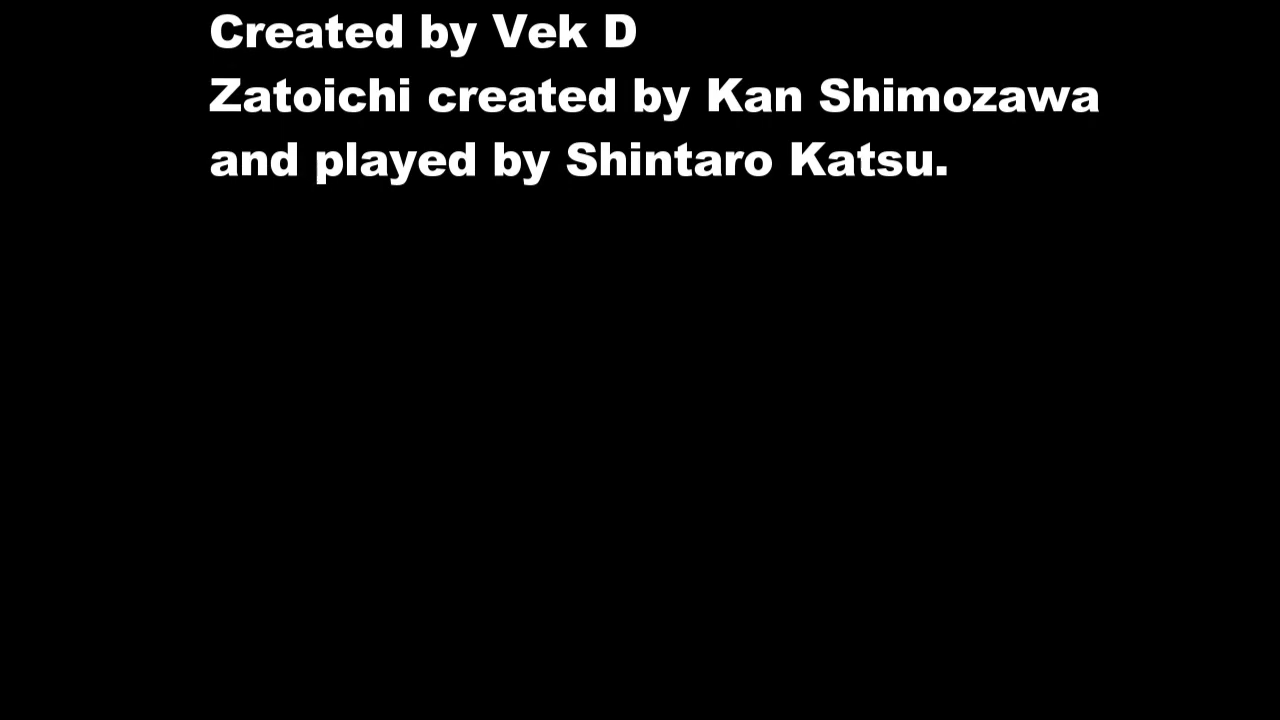 Created by Vek D
Zatoichi created by Kan Shimozawa
and played by Shintaro Katsu.